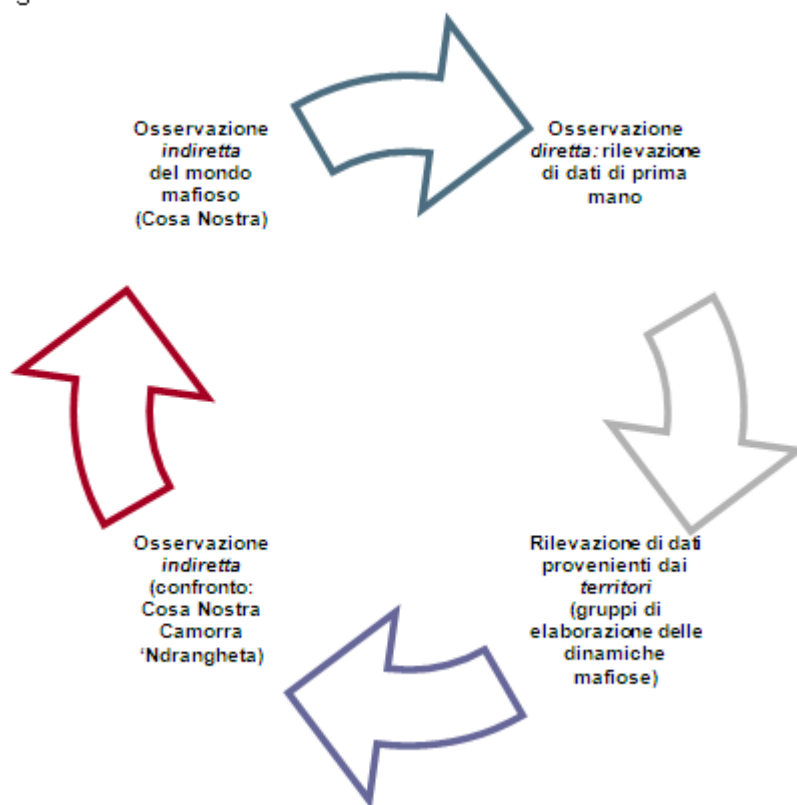 Osservazione
indiretta
del mondo
mafioso
(Cosa Nostra)
Osservazione
diretta: rilevazione
di dati di prima
mano
Rilevazione di dati
provenienti dai
territori
(gruppi di
elaborazione delle
dinamiche
mafiose)
Osservazione
indiretta
(confronto:
Cosa Nostra
Camorra
‘Ndrangheta)